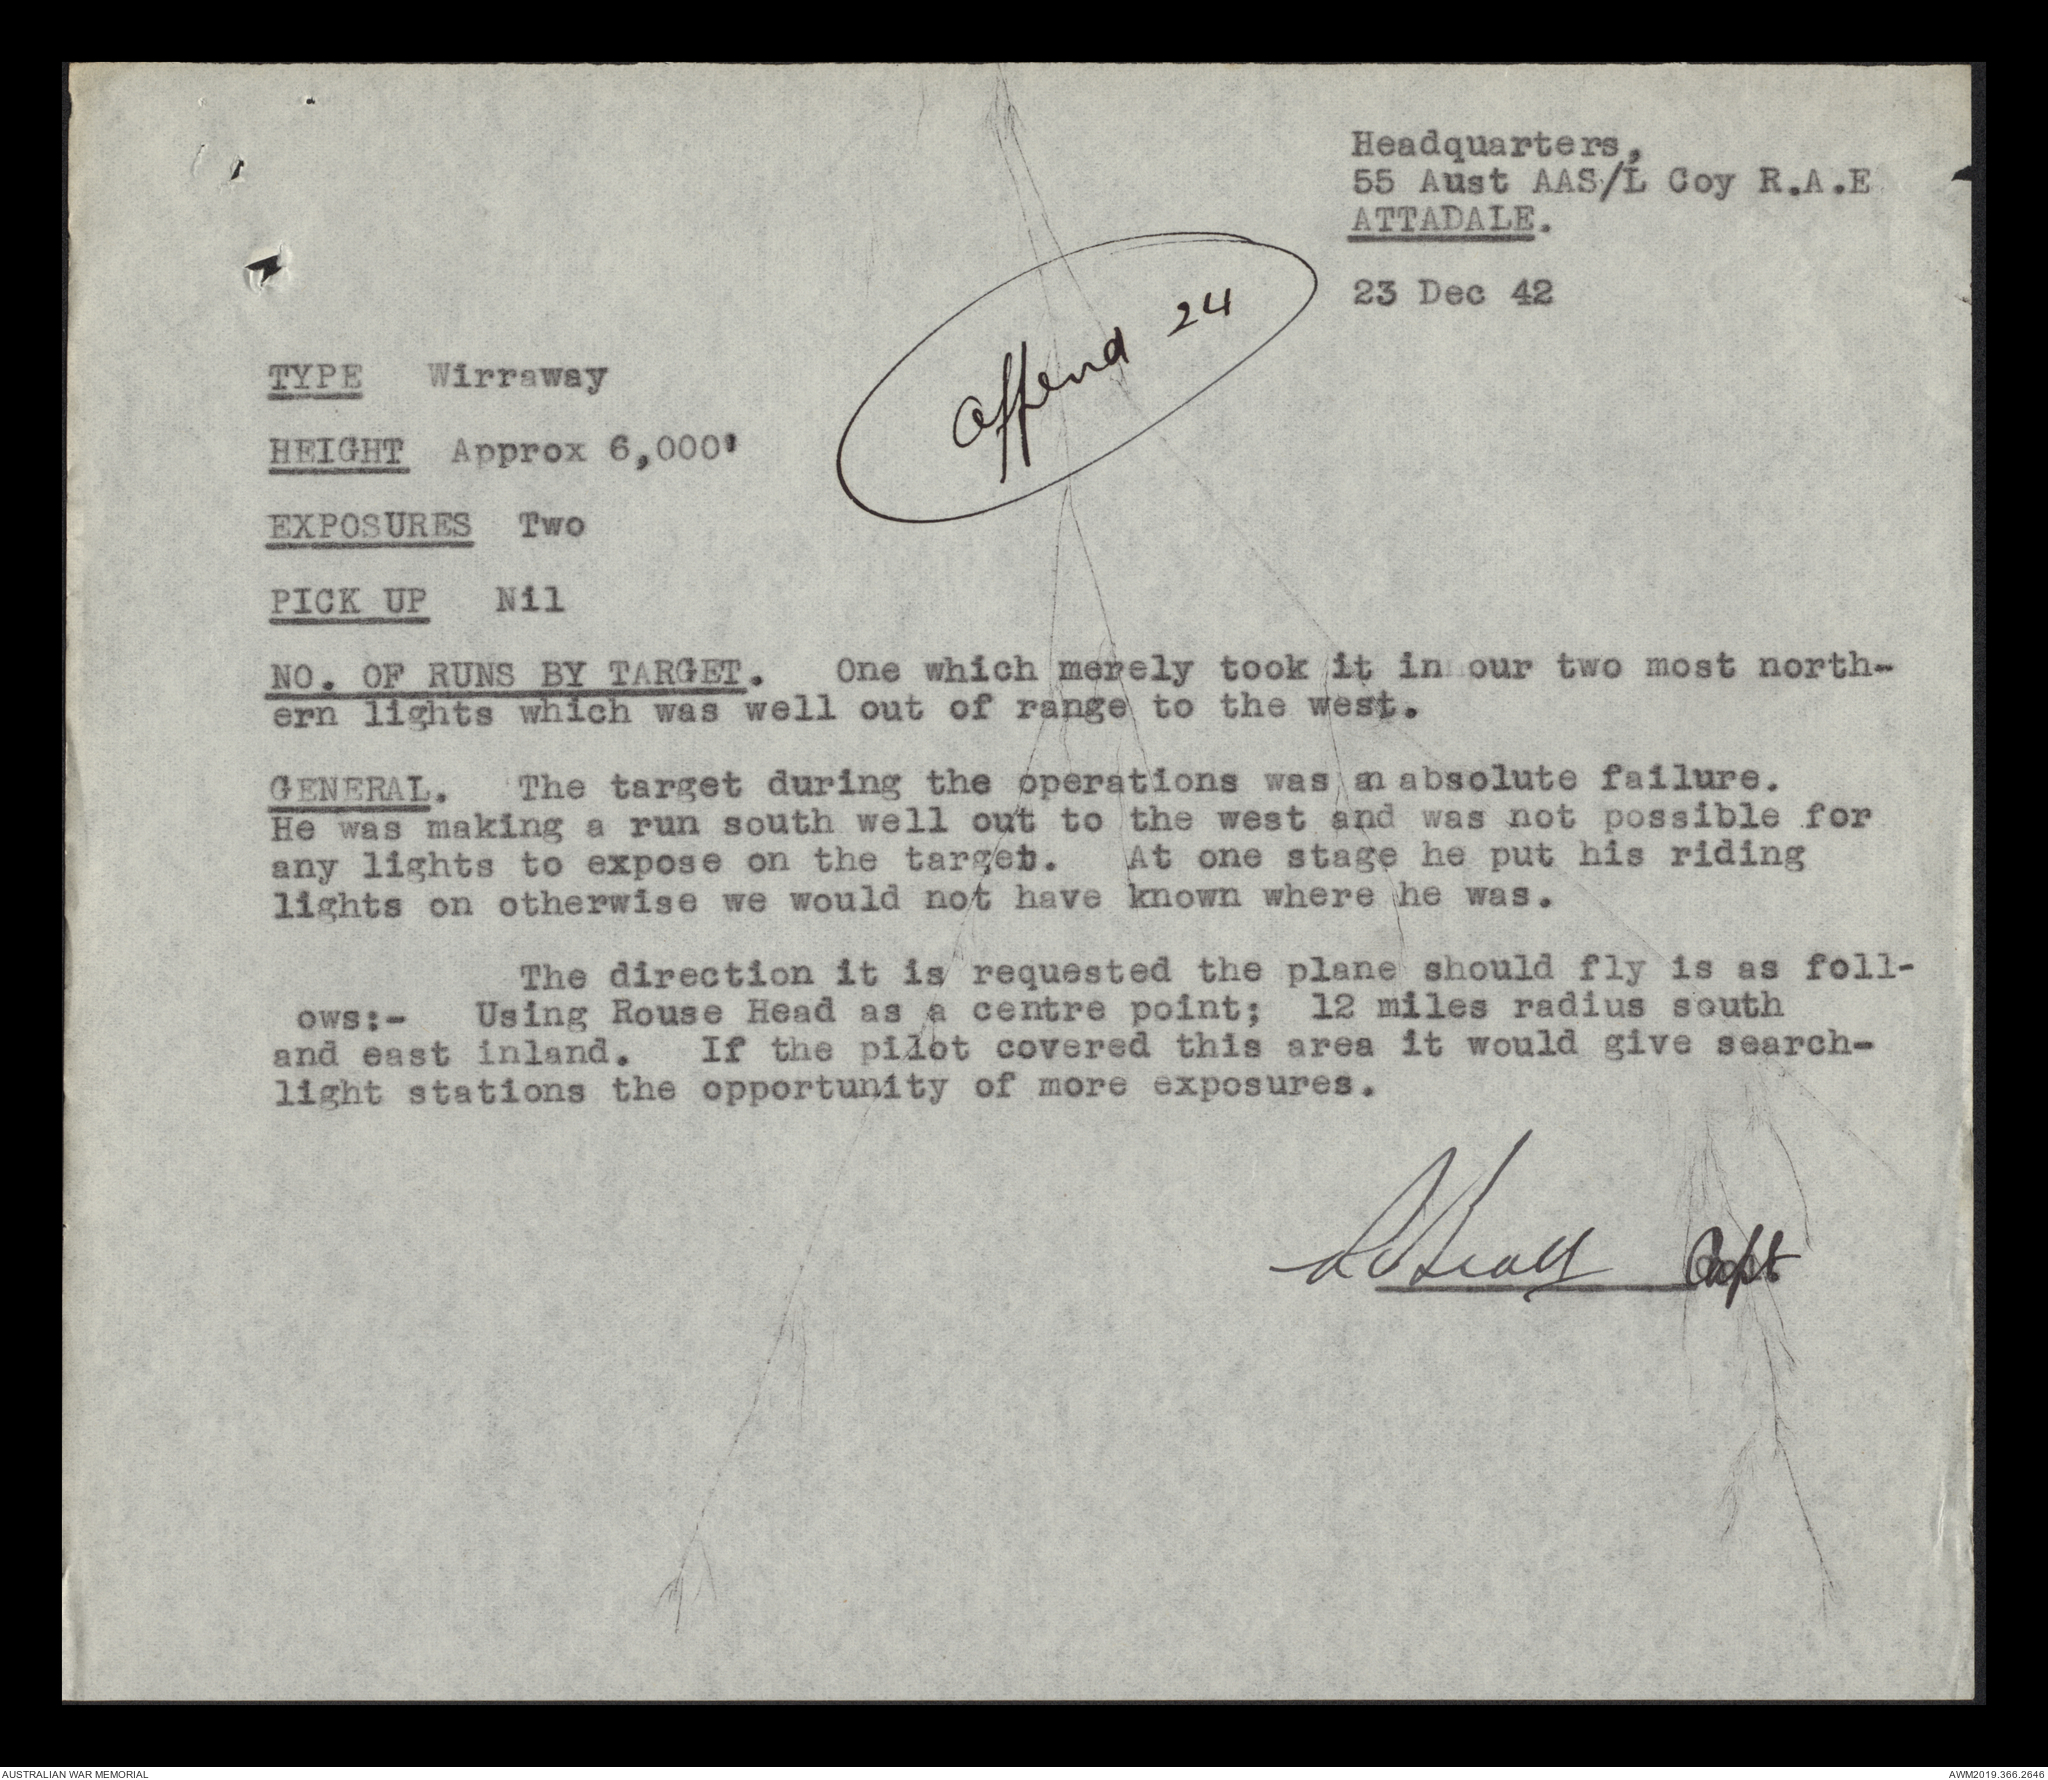 Headquarters,
55 Aust AAS/L Coy R.A.E
ATTADALE.
23 Dec 42
Append 24
TYPE Wirraway
HEIGHT Approx 6,000'
EXPOSURES Two
PICK UP Nil
NO. OF RUNS BY TARGET. One which merely took it in our two most north-
ern lights which was well out of range to the west.
GENERAL. The target during the operations was an absolute failure.
He was making a run south well out to the west and was not possible for
any lights to expose on the target. At one stage he put his riding
lights on otherwise we would not have known where he was.
The direction it is requested the plane should fly is as foll-
ows:- Using Rouse Head as a centre point; 12 miles radius south
and east inland. If the pilot covered this area it would give search-
light stations the opportunity of more exposures.
Capt
AUSTRALIAN WAR MEMORIAL
AWM2019.366.2646